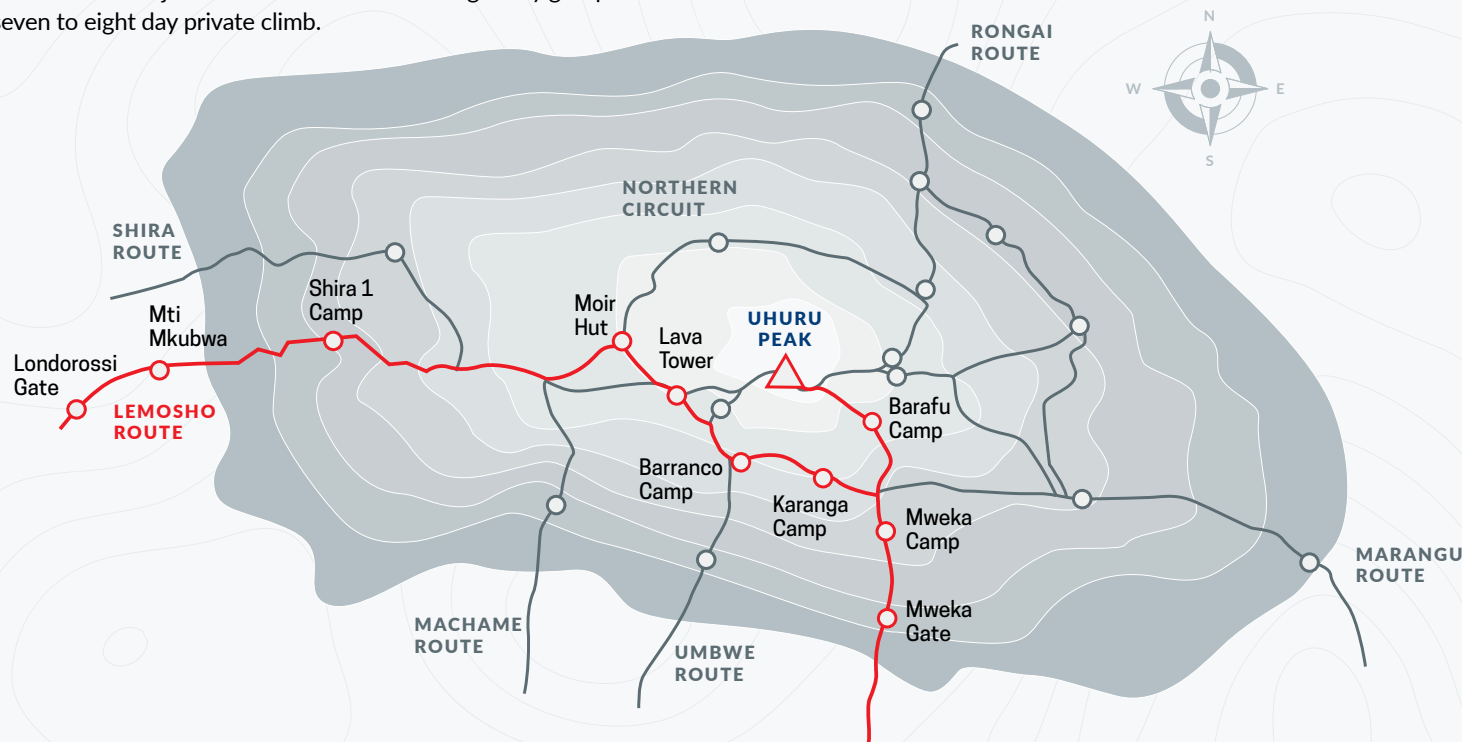 seven to eight day private climb.
RONGAI
ROUTE
N
W
E
S
NORTHERN
CIRCUIT
SHIRA
ROUTE
Shira 1
Camp
Mti
Mkubwa
Moir
Hut
Lava
Tower
UHURU
PEAK
Londorossi
Gate
LEMOSHO
ROUTE
Barafu
Camp
Barranco
Camp
Karanga
Camp
Mweka
Camp
MARANGU
ROUTE
Mweka
Gate
MACHAME
ROUTE
UMBWE
ROUTE